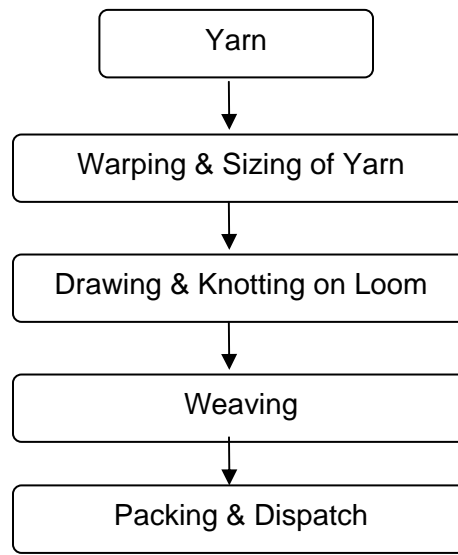 Yarn
Warping & Sizing of Yarn
Drawing & Knotting on Loom
Weaving
Packing & Dispatch